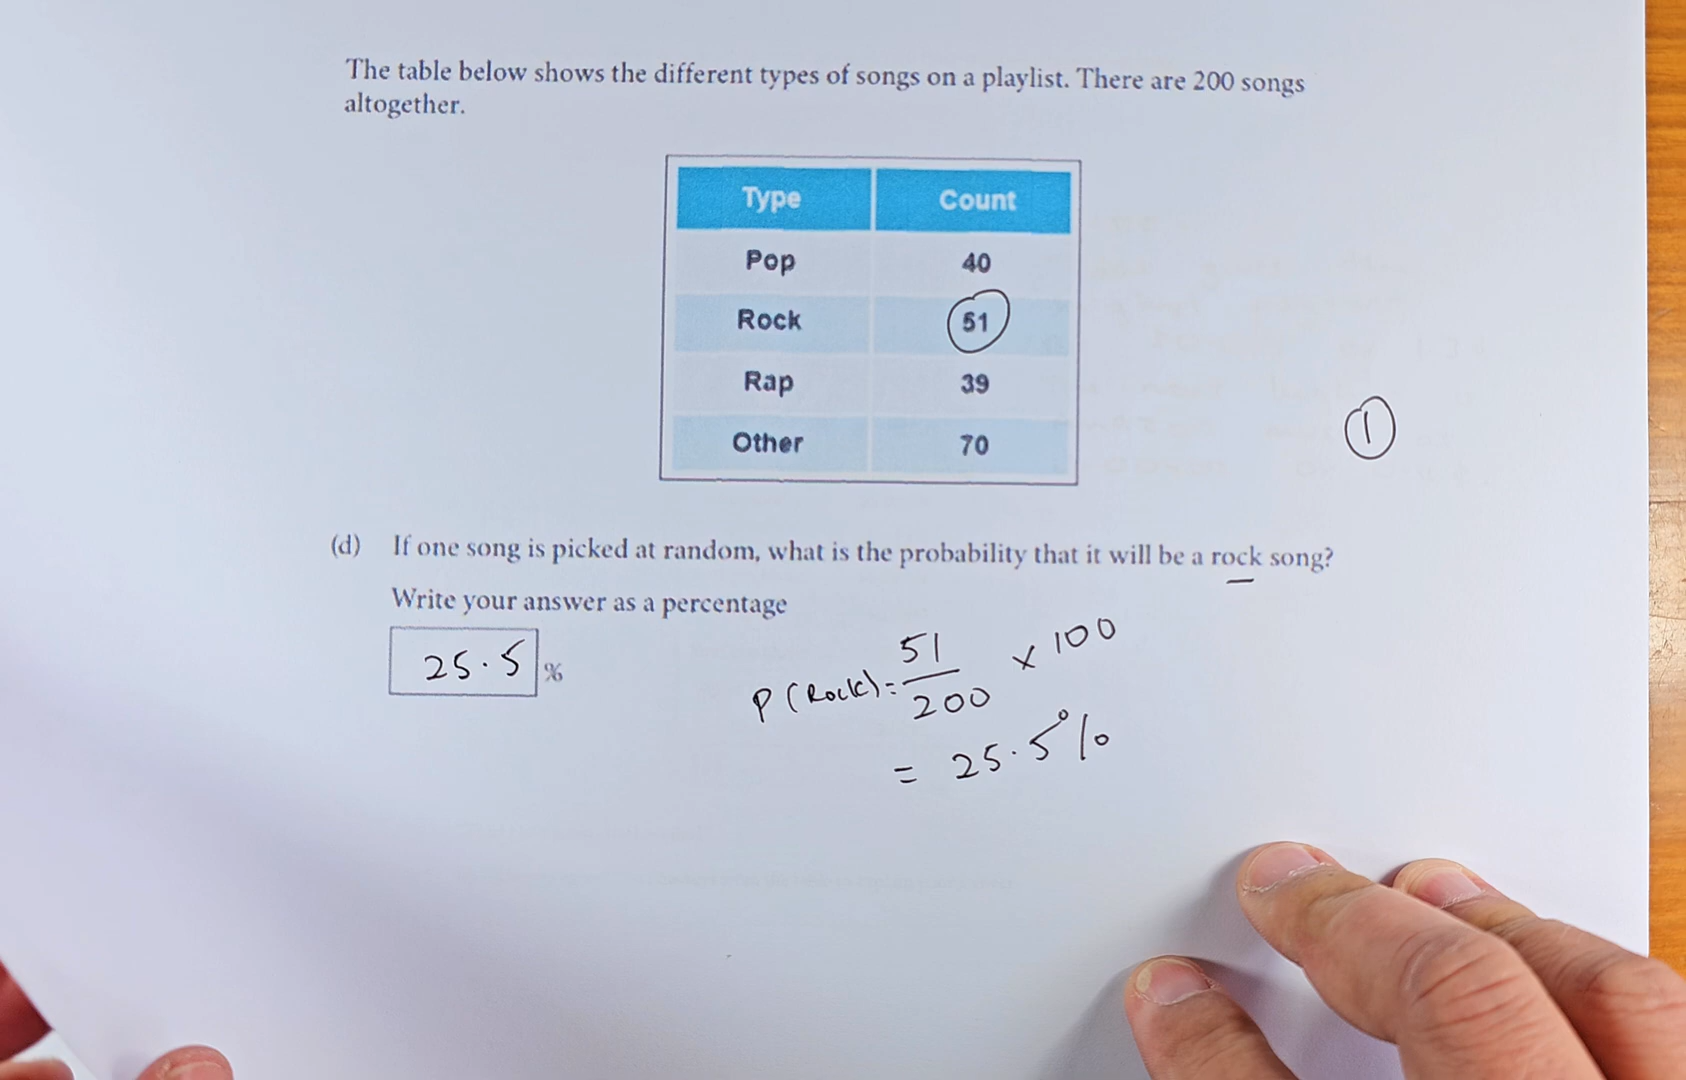 The table below shows the different types of songs on a playlist. There are 200 songs
altogether.
Type Count
Pop 40
Rock 51
Rap 39
Other 70
1
(d) If one song is picked at random, what is the probability that it will be a rock song?
Write your answer as a percentage
25.5 %
P(Rock) = 51/200 × 100
= 25.5%